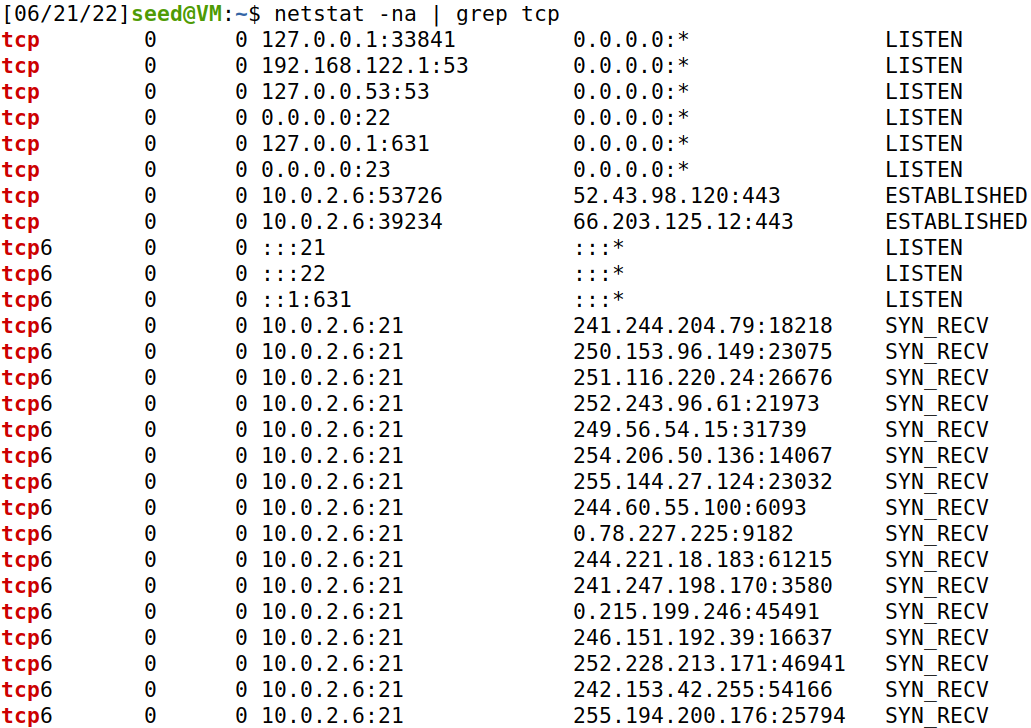 [06/21/22]seed@VM:~$ netstat -na | grep tcp
tcp        0      0 127.0.0.1:33841         0.0.0.0:*               LISTEN
tcp        0      0 192.168.122.1:53        0.0.0.0:*               LISTEN
tcp        0      0 127.0.0.53:53           0.0.0.0:*               LISTEN
tcp        0      0 0.0.0.0:22              0.0.0.0:*               LISTEN
tcp        0      0 127.0.0.1:631           0.0.0.0:*               LISTEN
tcp        0      0 0.0.0.0:23              0.0.0.0:*               LISTEN
tcp        0      0 10.0.2.6:53726          52.43.98.120:443        ESTABLISHED
tcp        0      0 10.0.2.6:39234          66.203.125.12:443       ESTABLISHED
tcp6       0      0 :::21                   :::*                    LISTEN
tcp6       0      0 :::22                   :::*                    LISTEN
tcp6       0      0 ::1:631                 :::*                    LISTEN
tcp6       0      0 10.0.2.6:21             241.244.204.79:18218    SYN_RECV
tcp6       0      0 10.0.2.6:21             250.153.96.149:23075    SYN_RECV
tcp6       0      0 10.0.2.6:21             251.116.220.24:26676    SYN_RECV
tcp6       0      0 10.0.2.6:21             252.243.96.61:21973     SYN_RECV
tcp6       0      0 10.0.2.6:21             249.56.54.15:31739      SYN_RECV
tcp6       0      0 10.0.2.6:21             254.206.50.136:14067    SYN_RECV
tcp6       0      0 10.0.2.6:21             255.144.27.124:23032    SYN_RECV
tcp6       0      0 10.0.2.6:21             244.60.55.100:6093      SYN_RECV
tcp6       0      0 10.0.2.6:21             0.78.227.225:9182       SYN_RECV
tcp6       0      0 10.0.2.6:21             244.221.18.183:61215    SYN_RECV
tcp6       0      0 10.0.2.6:21             241.247.198.170:3580    SYN_RECV
tcp6       0      0 10.0.2.6:21             0.215.199.246:45491     SYN_RECV
tcp6       0      0 10.0.2.6:21             246.151.192.39:16637    SYN_RECV
tcp6       0      0 10.0.2.6:21             252.228.213.171:46941   SYN_RECV
tcp6       0      0 10.0.2.6:21             242.153.42.255:54166    SYN_RECV
tcp6       0      0 10.0.2.6:21             255.194.200.176:25794   SYN_RECV